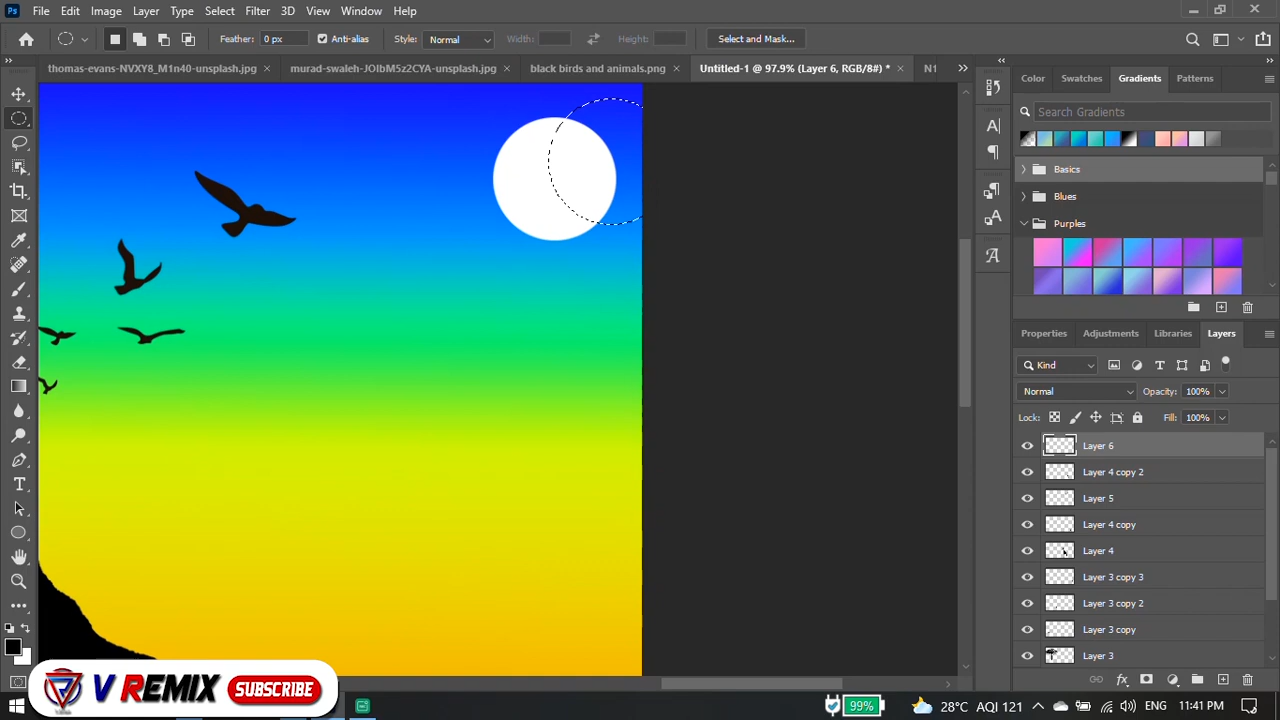 Ps File Edit Image Layer Type Select Filter 3D View Window Help
Feather: 0 px Anti-alias Style: Normal Width: Height: Select and Mask...
thomas-evans-NVXY8_M1n40-unsplash.jpg × murad-swaleh-JOIbM5z2CYA-unsplash.jpg × black birds and animals.png × Untitled-1 @ 97.9% (Layer 6, RGB/8#) * × N1
Color Swatches Gradients Patterns
Search Gradients
Basics
Blues
Purples
Properties Adjustments Libraries Layers
Kind
Normal Opacity: 100%
Lock: Fill: 100%
Layer 6
Layer 4 copy 2
Layer 5
Layer 4 copy
Layer 4
Layer 3 copy 3
Layer 3 copy 2
Layer 3 copy
Layer 3
V REMIX SUBSCRIBE
99% 28°C AQI 121 ENG 11:41 PM